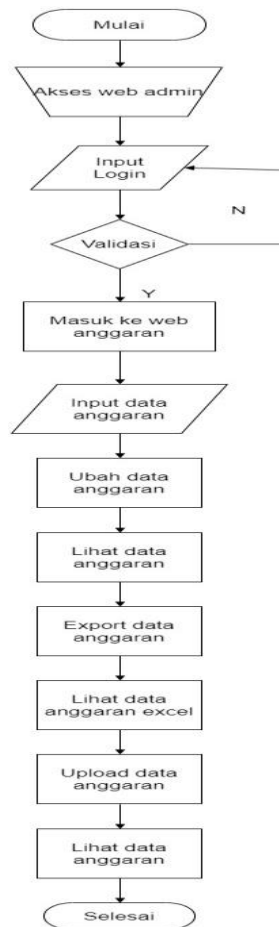 Mulai
Akses web admin
Input
Login
N
Validasi
Y
Masuk ke web
anggaran
Input data
anggaran
Ubah data
anggaran
Lihat data
anggaran
Export data
anggaran
Lihat data
anggaran excel
Upload data
anggaran
Lihat data
anggaran
Selesai